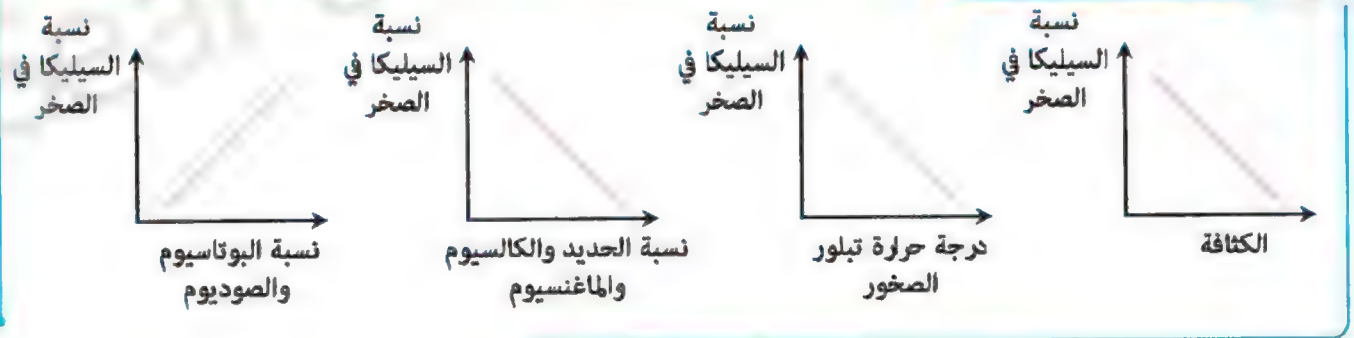 نسبة
السيليكا في
الصخر
الكثافة
نسبة
السيليكا في
الصخر
درجة حرارة تبلور
الصخور
نسبة
السيليكا في
الصخر
نسبة الحديد والكالسيوم
والماغنسيوم
نسبة
السيليكا في
الصخر
نسبة البوتاسيوم
والصوديوم